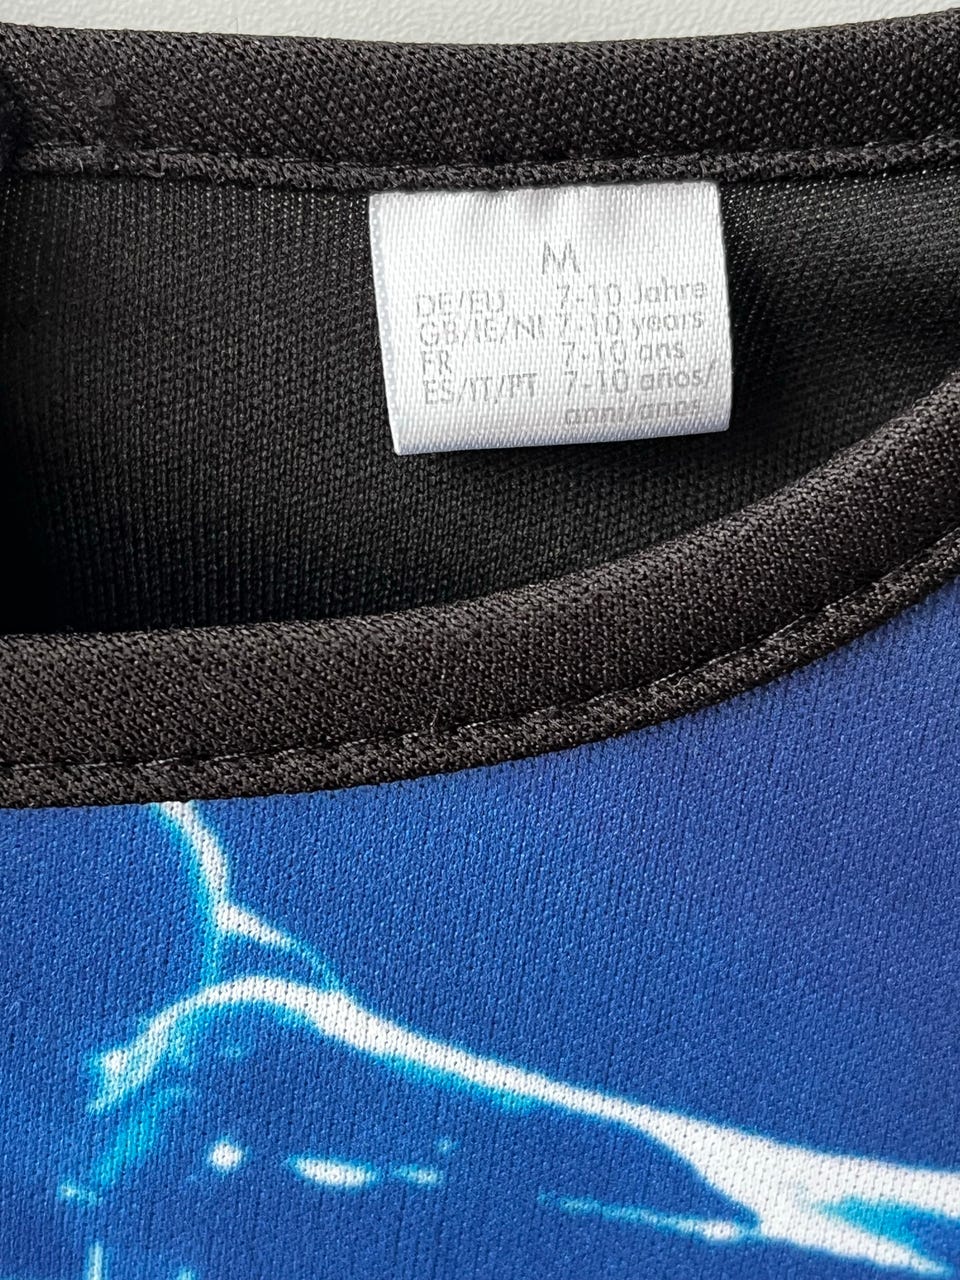 M
DE/EU 7-10 Jahre
GB/IE/NI 7-10 years
FR 7-10 ans
ES/IT/PT 7-10 años/
anni/anos